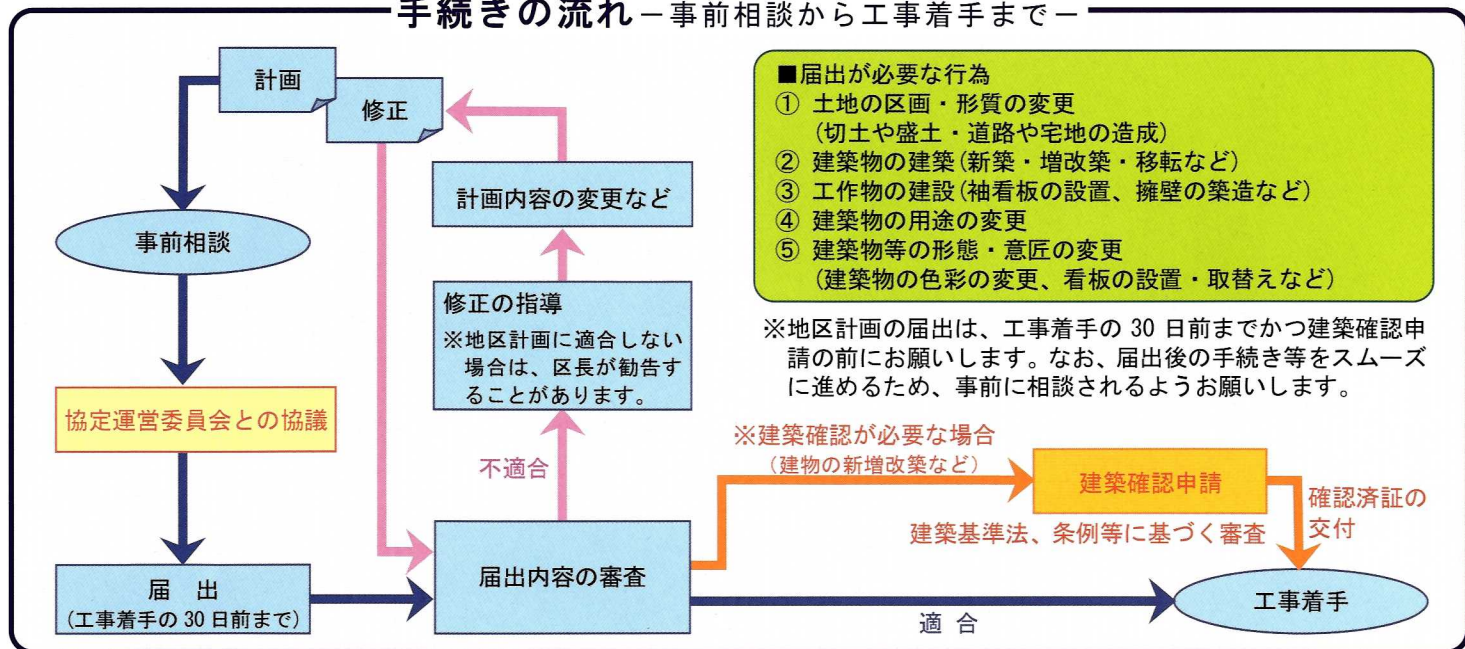 手続きの流れ－事前相談から工事着手まで－
計画
修正
事前相談
協定運営委員会との協議
届 出
(工事着手の 30 日前まで)
計画内容の変更など
修正の指導
※地区計画に適合しない
場合は、区長が勧告す
ることがあります。
不適合
届出内容の審査
■届出が必要な行為
① 土地の区画・形質の変更
(切土や盛土・道路や宅地の造成)
② 建築物の建築(新築・増改築・移転など)
③ 工作物の建設(袖看板の設置、擁壁の築造など)
④ 建築物の用途の変更
⑤ 建築物等の形態・意匠の変更
(建築物の色彩の変更、看板の設置・取替えなど)
※地区計画の届出は、工事着手の 30 日前までかつ建築確認申
請の前にお願いします。なお、届出後の手続き等をスムーズ
に進めるため、事前に相談されるようお願いします。
※建築確認が必要な場合
(建物の新増改築など)
建築確認申請
建築基準法、条例等に基づく審査
確認済証の
交付
適 合
工事着手